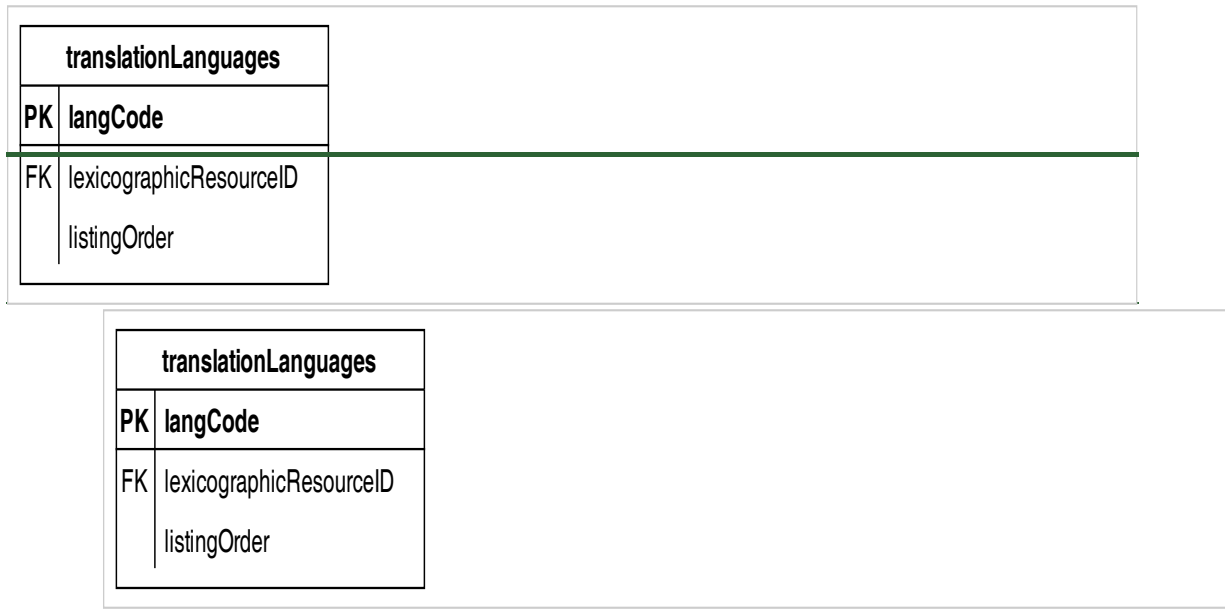 translationLanguages
PK langCode
FK lexicographicResourceID
listingOrder
translationLanguages
PK langCode
FK lexicographicResourceID
listingOrder